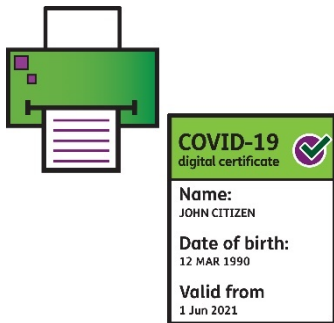 COVID-19
digital certificate
Name:
JOHN CITIZEN
Date of birth:
12 MAR 1990
Valid from
1 Jun 2021